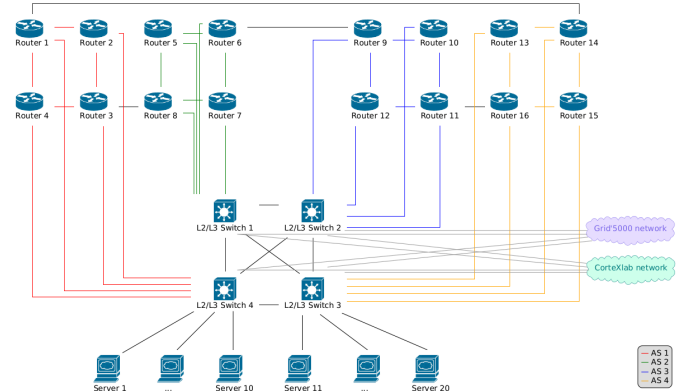 Router 1
Router 2
Router 5
Router 6
Router 9
Router 10
Router 13
Router 14
Router 4
Router 3
Router 8
Router 7
Router 12
Router 11
Router 16
Router 15
L2/L3 Switch 1
L2/L3 Switch 2
Grid'5000 network
CorteXlab network
L2/L3 Switch 4
L2/L3 Switch 3
Server 1
...
Server 10
Server 11
...
Server 20
AS 1
AS 2
AS 3
AS 4